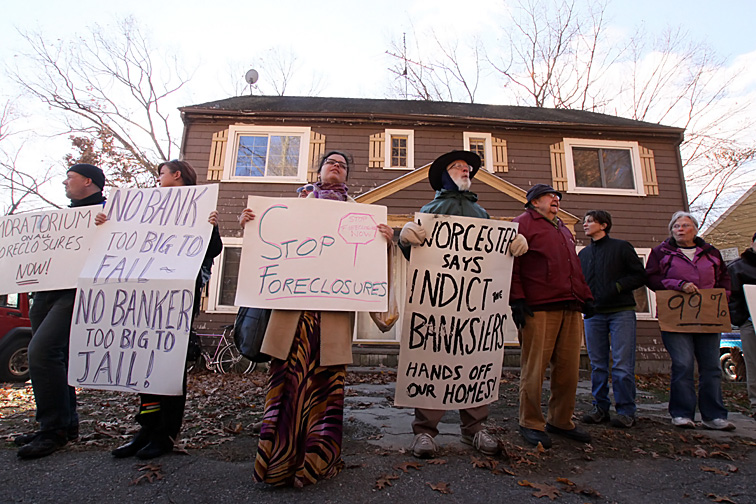 MORATORIUM
ON ALL
FORECLOSURES
NOW!
NO BANK
TOO BIG TO
FAIL ~
NO BANKER
TOO BIG TO
JAIL!
STOP
FORECLOSURES
WORCESTER
SAYS
INDICT the
BANKSTERS
HANDS OFF
OUR HOMES!
99%